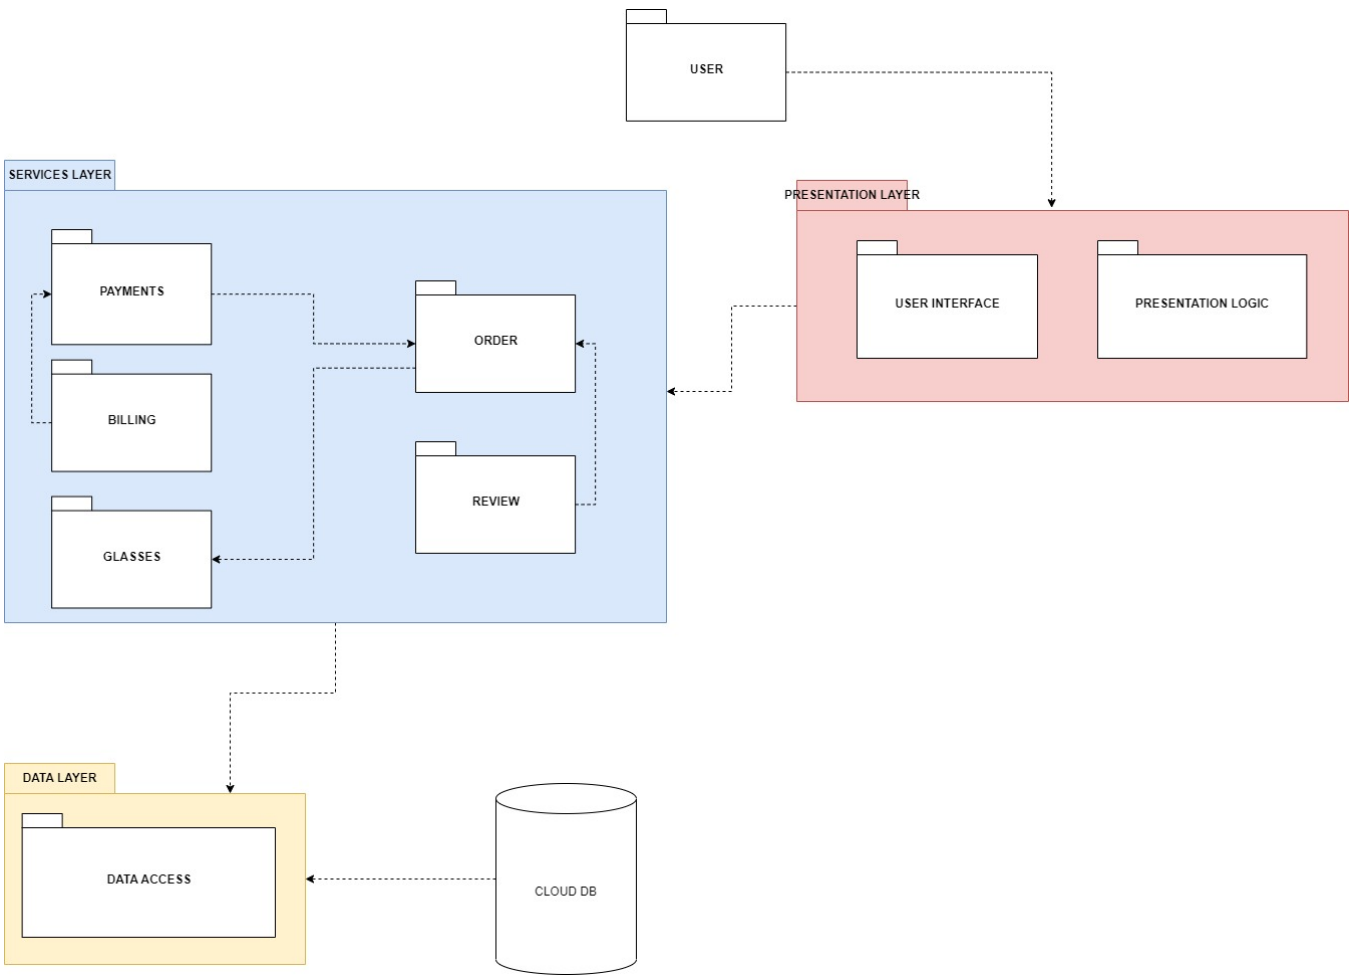 USER
SERVICES LAYER
PRESENTATION LAYER
PAYMENTS
ORDER
USER INTERFACE
PRESENTATION LOGIC
BILLING
REVIEW
GLASSES
DATA LAYER
DATA ACCESS
CLOUD DB